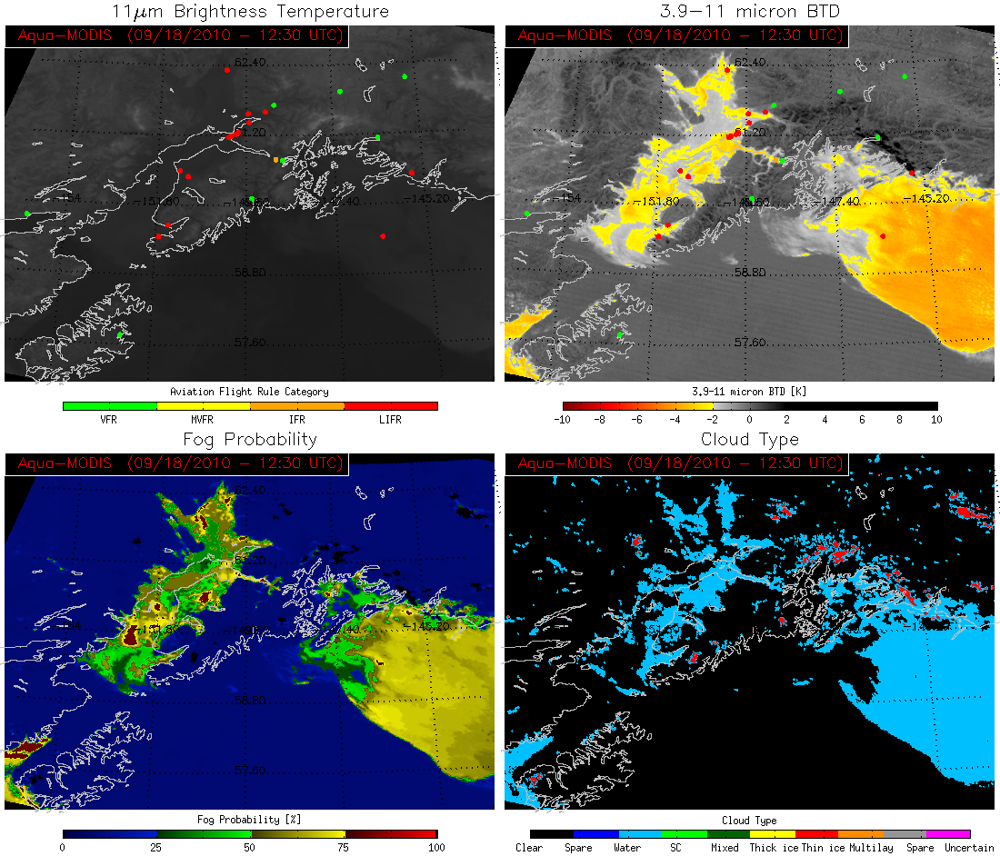 11μm Brightness Temperature
3.9-11 micron BTD
Aqua-MODIS (09/18/2010 - 12:30 UTC)
Aqua-MODIS (09/18/2010 - 12:30 UTC)
62.40
62.40
61.20
-154
-151.80
-147.40
-145.20
-154
-151.80
-147.40
-145.20
58.80
58.80
57.60
57.60
Aviation Flight Rule Category
VFR MVFR IFR LIFR
3.9-11 micron BTD [K]
-10 -8 -6 -4 -2 0 2 4 6 8 10
Fog Probability
Cloud Type
Aqua-MODIS (09/18/2010 - 12:30 UTC)
Aqua-MODIS (09/18/2010 - 12:30 UTC)
-145.20
-145.20
58.80
58.80
57.60
57.60
Fog Probability [%]
0 25 50 75 100
Cloud Type
Clear Spare Water SC Mixed Thick ice Thin ice Multilay Spare Uncertain